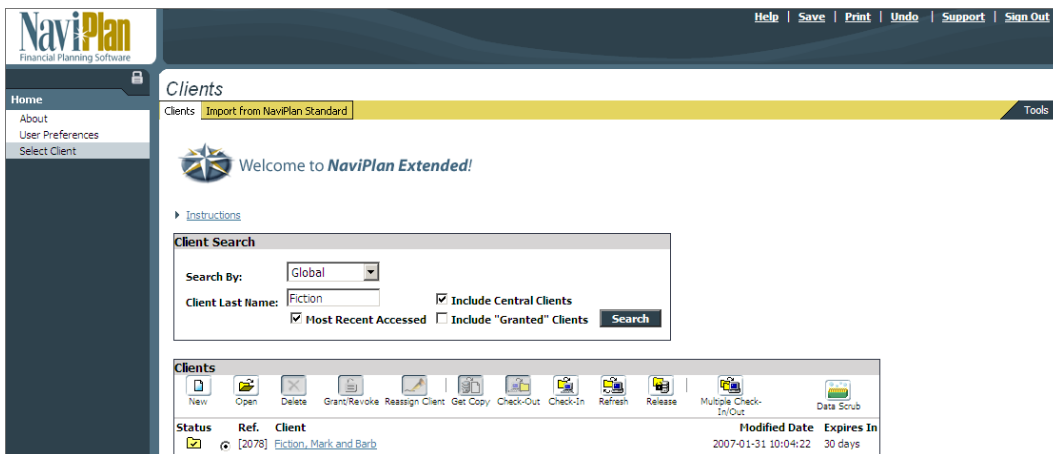 NaviPlan
Financial Planning Software
Help | Save | Print | Undo | Support | Sign Out
Home
About
User Preferences
Select Client
Clients
Clients Import from NaviPlan Standard Tools
Welcome to NaviPlan Extended!
Instructions
Client Search
Search By: Global
Client Last Name: Fiction Include Central Clients
Most Recent Accessed Include "Granted" Clients Search
Clients
New Open Delete Grant/Revoke Reassign Client Get Copy Check-Out Check-In Refresh Release Multiple Check-In/Out Data Scrub
Status Ref. Client Modified Date Expires In
[2078] Fiction, Mark and Barb 2007-01-31 10:04:22 30 days